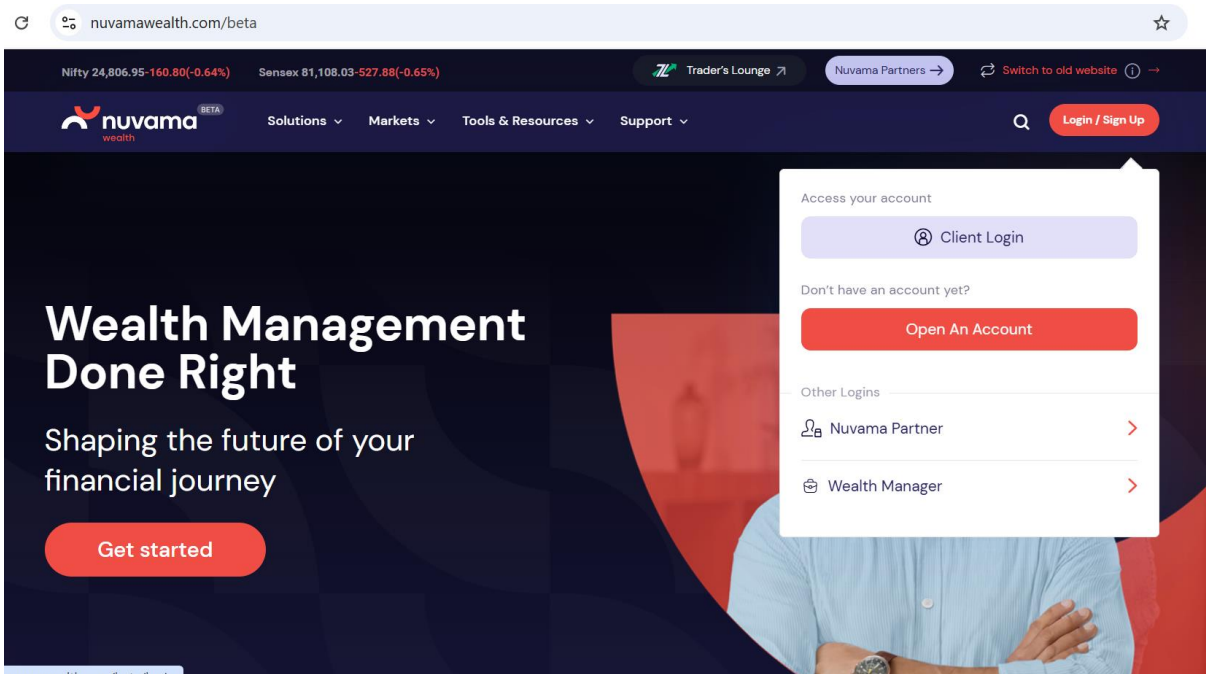 nuvamawealth.com/beta
Nifty 24,806.95-160.80(-0.64%) Sensex 81,108.03-527.88(-0.65%) Trader's Lounge Nuvama Partners → Switch to old website →
nuvama BETA
wealth
Solutions Markets Tools & Resources Support Login / Sign Up
Access your account
Client Login
Don't have an account yet?
Open An Account
Other Logins
Nuvama Partner
Wealth Manager
Wealth Management
Done Right
Shaping the future of your
financial journey
Get started